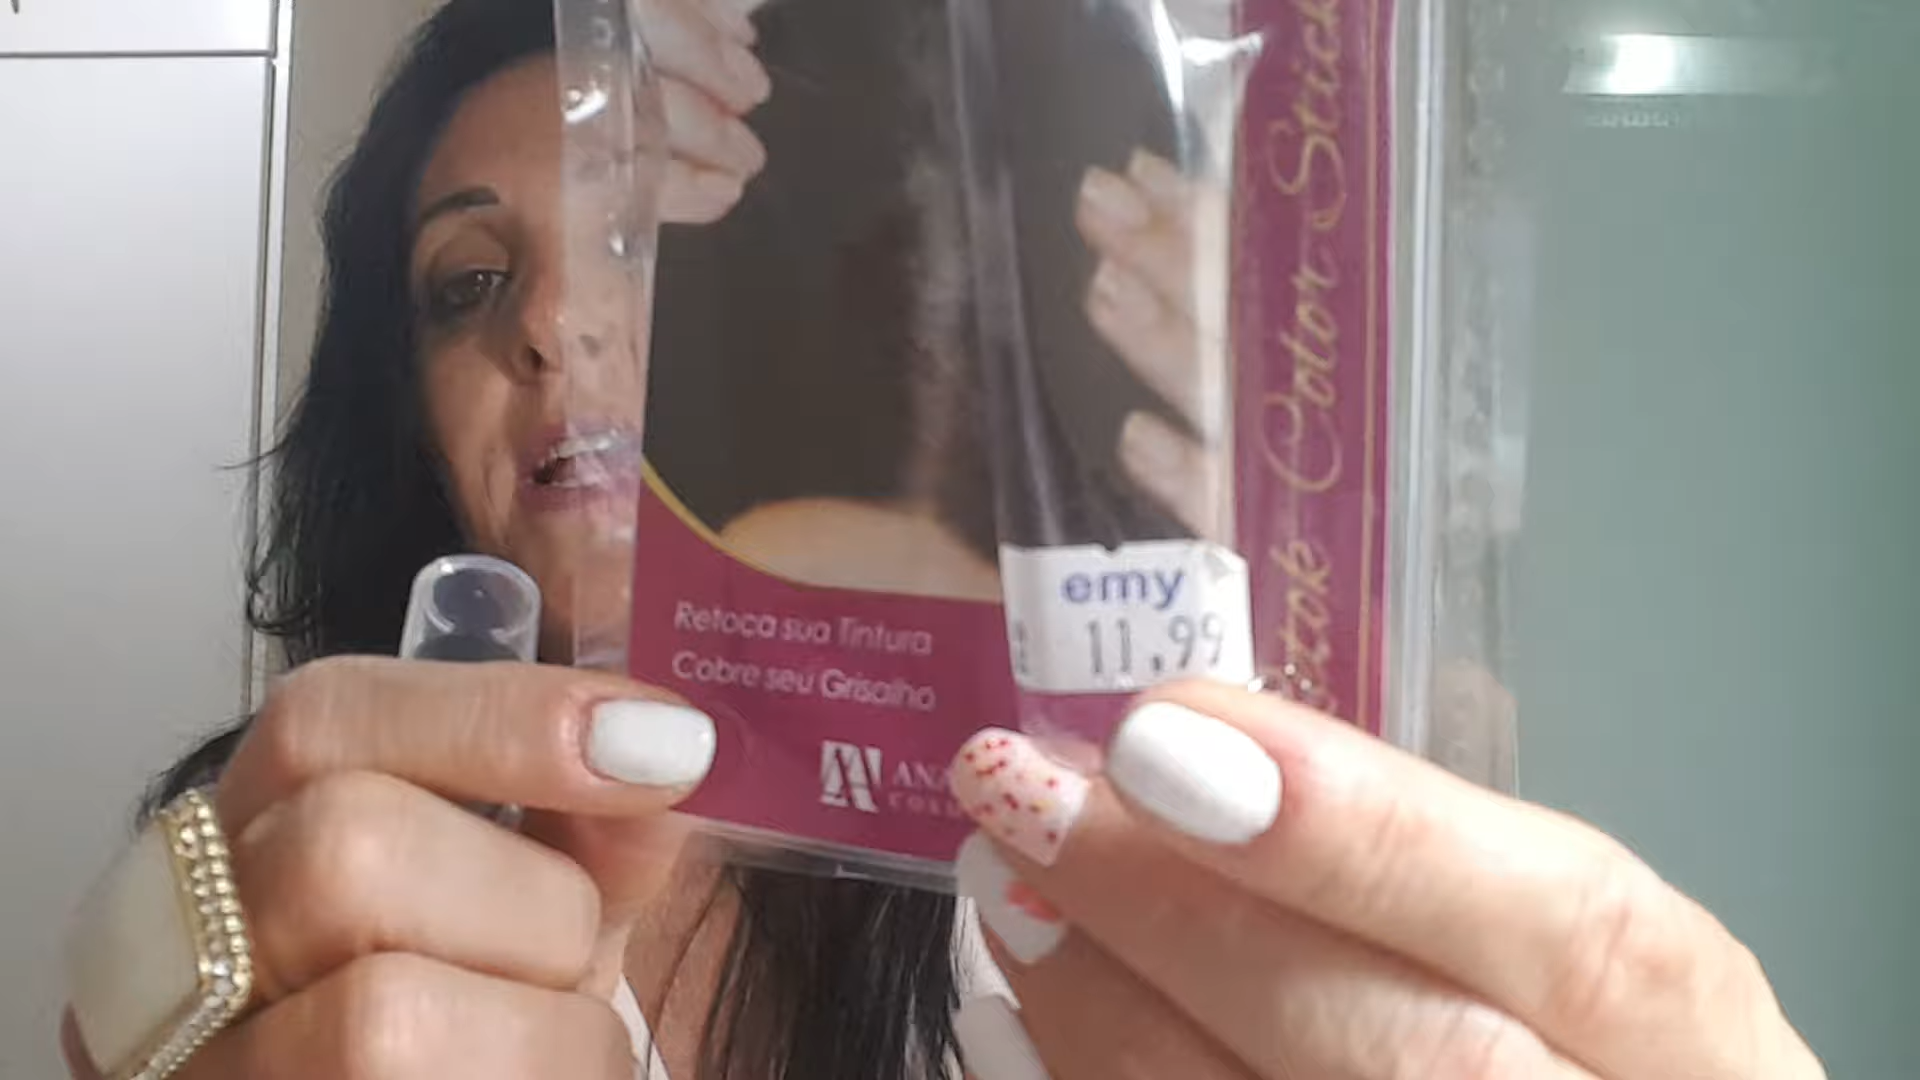 Retoca sua Tintura
Cobre seu Grisalho
emy
11,99
Color Stick